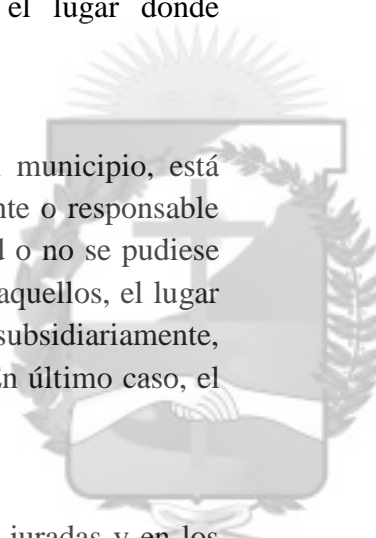 el lugar donde
municipio, está
nte o responsable
o no se pudiese
aquellos, el lugar
subsidiariamente,
En último caso, el
juradas y en los